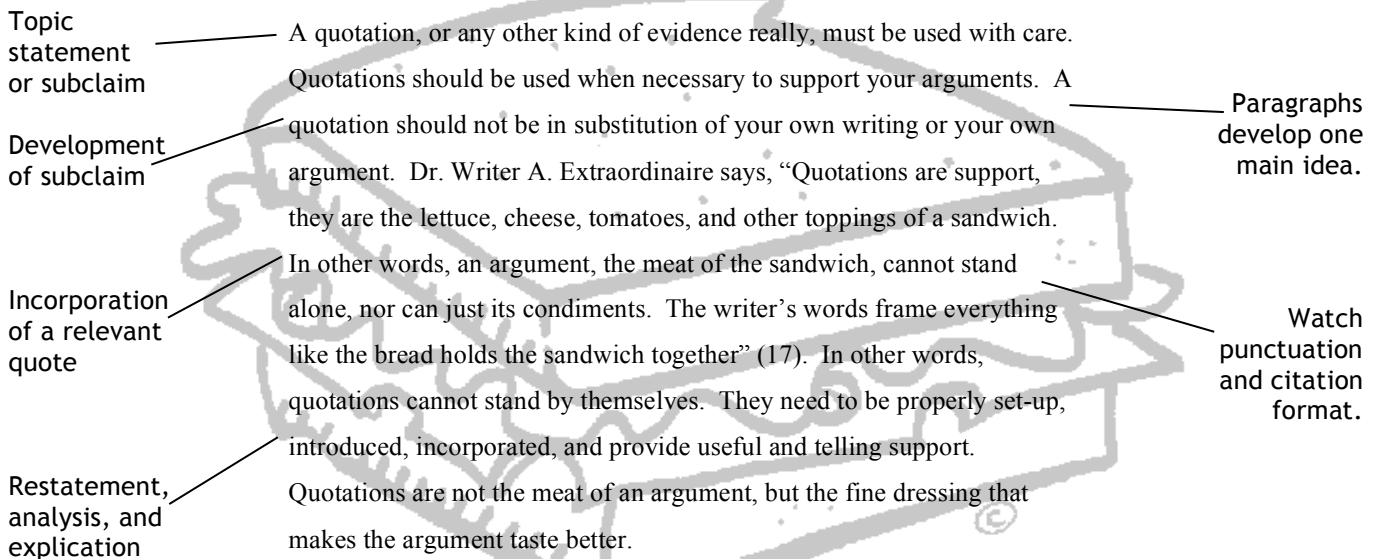 Topic
statement
or subclaim
Development
of subclaim
Incorporation
of a relevant
quote
Restatement,
analysis, and
explication
A quotation, or any other kind of evidence really, must be used with care.
Quotations should be used when necessary to support your arguments.  A
quotation should not be in substitution of your own writing or your own
argument.  Dr. Writer A. Extraordinaire says, “Quotations are support,
they are the lettuce, cheese, tomatoes, and other toppings of a sandwich.
In other words, an argument, the meat of the sandwich, cannot stand
alone, nor can just its condiments.  The writer’s words frame everything
like the bread holds the sandwich together” (17).  In other words,
quotations cannot stand by themselves.  They need to be properly set-up,
introduced, incorporated, and provide useful and telling support.
Quotations are not the meat of an argument, but the fine dressing that
makes the argument taste better.
Paragraphs
develop one
main idea.
Watch
punctuation
and citation
format.
©